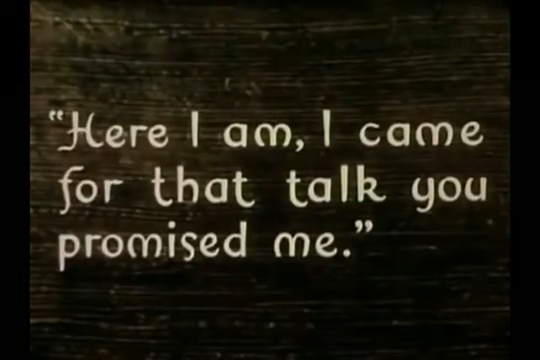 “Here I am, I came
for that talk you
promised me.”